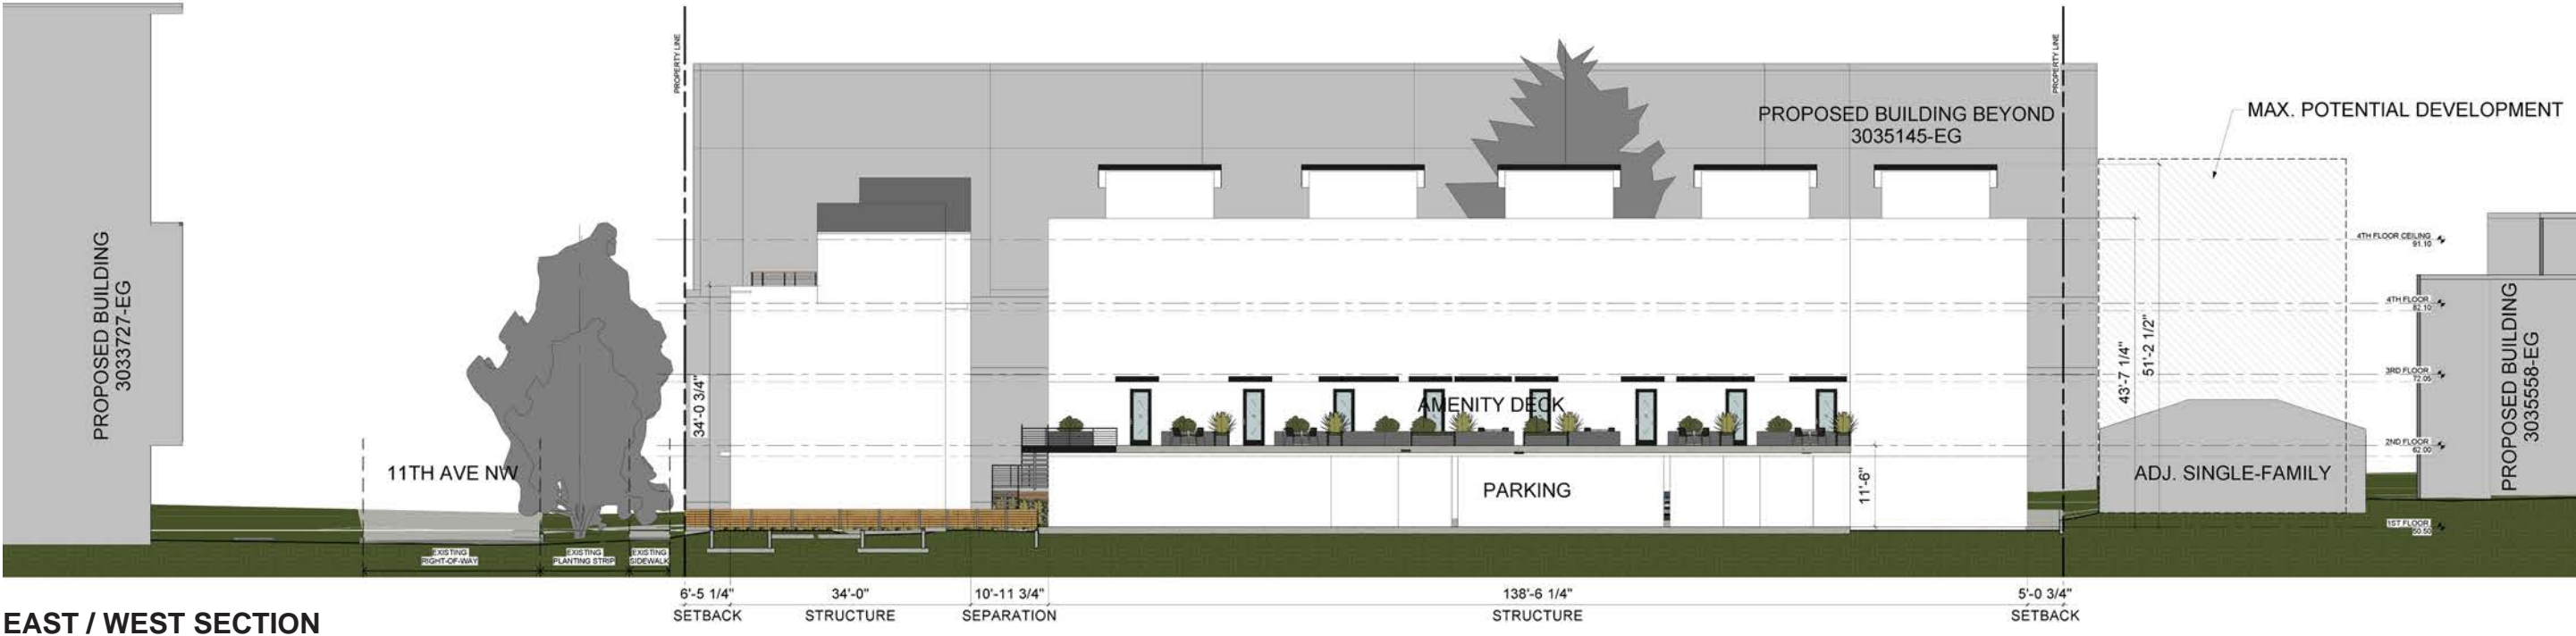 PROPERTY LINE
PROPERTY LINE
PROPOSED BUILDING BEYOND
3035145-EG
MAX. POTENTIAL DEVELOPMENT
PROPOSED BUILDING
3033727-EG
4TH FLOOR CEILING
91.10
4TH FLOOR
82.10
3RD FLOOR
72.05
2ND FLOOR
62.00
1ST FLOOR
50.50
PROPOSED BUILDING
3035558-EG
34'-0 3/4"
43'-7 1/4"
51'-2 1/2"
AMENITY DECK
11TH AVE NW
PARKING
11'-6"
ADJ. SINGLE-FAMILY
EXISTING
RIGHT-OF-WAY
EXISTING
PLANTING STRIP
EXISTING
SIDEWALK
6'-5 1/4"
SETBACK
34'-0"
STRUCTURE
10'-11 3/4"
SEPARATION
138'-6 1/4"
STRUCTURE
5'-0 3/4"
SETBACK
EAST / WEST SECTION